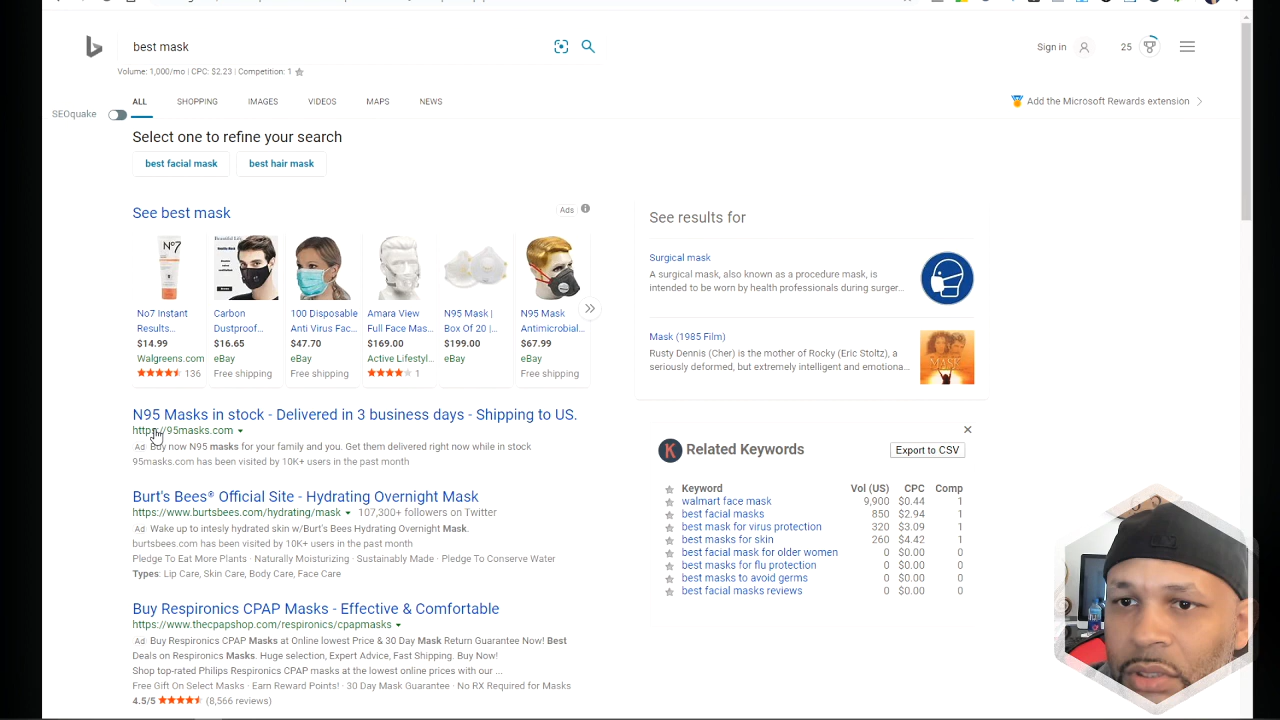 best mask
Volume: 1,000/mo | CPC: $2.23 | Competition: 1
Sign in
25
SEOquake
ALL
SHOPPING
IMAGES
VIDEOS
MAPS
NEWS
Add the Microsoft Rewards extension
Select one to refine your search
best facial mask
best hair mask
See best mask
Ads
No7 Instant
Results...
$14.99
Walgreens.com
136
Carbon
Dustproof...
$16.65
eBay
Free shipping
100 Disposable
Anti Virus Fac...
$47.70
eBay
Free shipping
Amara View
Full Face Mas...
$169.00
Active Lifestyl...
1
N95 Mask |
Box Of 20 |...
$199.00
eBay
N95 Mask
Antimicrobial...
$67.99
eBay
Free shipping
N95 Masks in stock - Delivered in 3 business days - Shipping to US.
https://95masks.com
Ad Buy now N95 masks for your family and you. Get them delivered right now while in stock
95masks.com has been visited by 10K+ users in the past month
Burt's Bees® Official Site - Hydrating Overnight Mask
https://www.burtsbees.com/hydrating/mask 107,300+ followers on Twitter
Ad Wake up to intesly hydrated skin w/Burt's Bees Hydrating Overnight Mask.
burtsbees.com has been visited by 10K+ users in the past month
Pledge To Eat More Plants · Naturally Moisturizing · Sustainably Made · Pledge To Conserve Water
Types: Lip Care, Skin Care, Body Care, Face Care
Buy Respironics CPAP Masks - Effective & Comfortable
https://www.thecpapshop.com/respironics/cpapmasks
Ad Buy Respironics CPAP Masks at Online lowest Price & 30 Day Mask Return Guarantee Now! Best
Deals on Respironics Masks. Huge selection, Expert Advice, Fast Shipping. Buy Now!
Shop top-rated Philips Respironics CPAP masks at the lowest online prices with our ...
Free Gift On Select Masks · Earn Reward Points! · 30 Day Mask Guarantee · No RX Required for Masks
4.5/5 (8,566 reviews)
See results for
Surgical mask
A surgical mask, also known as a procedure mask, is
intended to be worn by health professionals during surger...
Mask (1985 Film)
Rusty Dennis (Cher) is the mother of Rocky (Eric Stoltz), a
seriously deformed, but extremely intelligent and emotiona...
MASK
K Related Keywords
Export to CSV
Keyword Vol (US) CPC Comp
walmart face mask 9,900 $0.44 1
best facial masks 850 $2.94 1
best mask for virus protection 320 $3.09 1
best masks for skin 260 $4.42 1
best facial mask for older women 0 $0.00 0
best masks for flu protection 0 $0.00 0
best masks to avoid germs 0 $0.00 0
best facial masks reviews 0 $0.00 0